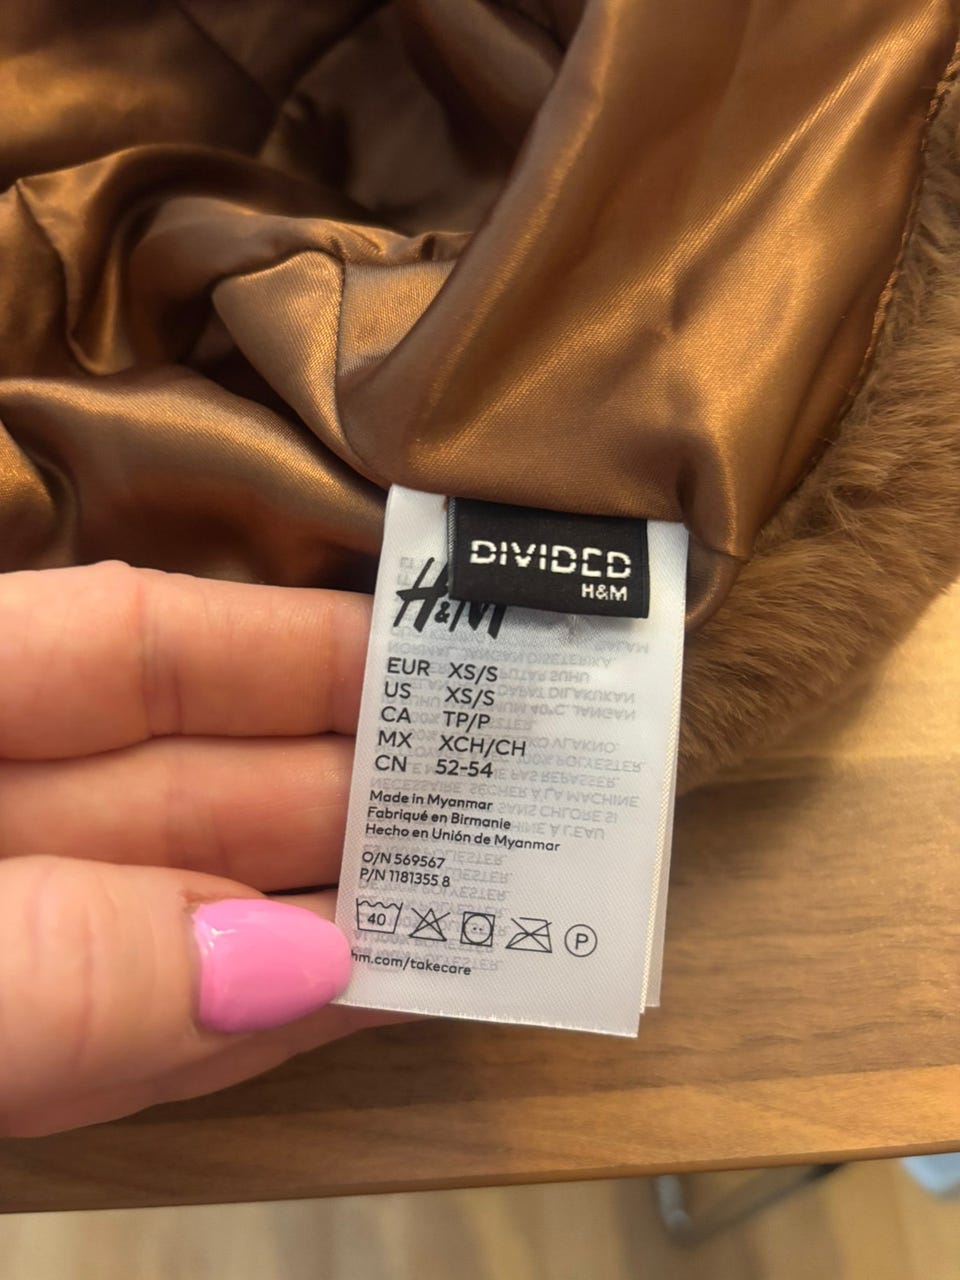 DIVIDED
H&M
H&M
EUR XS/S
US XS/S
CA TP/P
MX XCH/CH
CN 52-54
Made in Myanmar
Fabriqué en Birmanie
Hecho en Unión de Myanmar
O/N 569567
P/N 1181355 8
40
P
hm.com/takecare